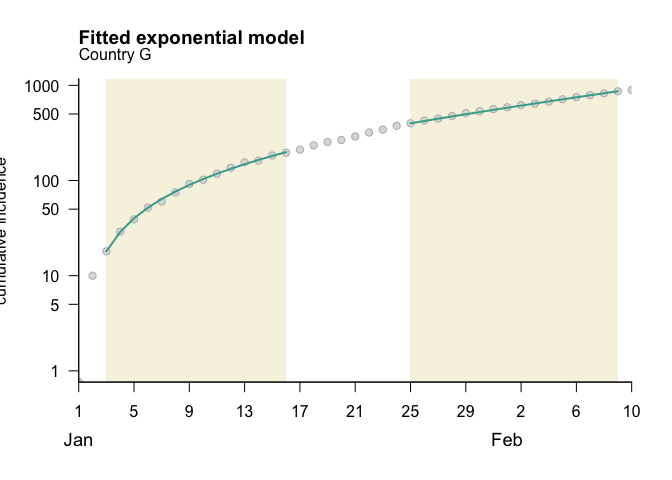 Fitted exponential model
Country G
cumulative incidence
1000
500
100
50
10
5
1
1 5 9 13 17 21 25 29 2 6 10
Jan Feb